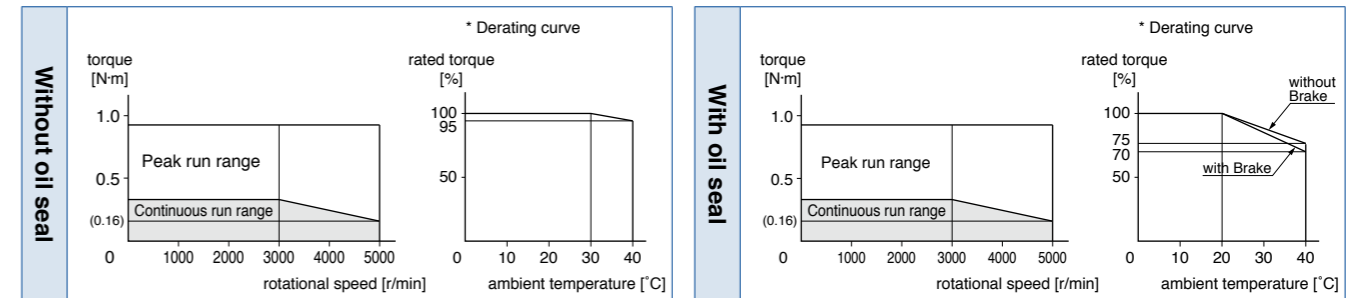 Without oil seal
* Derating curve
torque
[N·m]
1.0
0.5
(0.16)
Peak run range
Continuous run range
0
1000
2000
3000
4000
5000
rotational speed [r/min]
rated torque
[%]
100
95
50
0
10
20
30
40
ambient temperature [˚C]
With oil seal
* Derating curve
torque
[N·m]
1.0
0.5
(0.16)
Peak run range
Continuous run range
0
1000
2000
3000
4000
5000
rotational speed [r/min]
rated torque
[%]
without
Brake
100
75
70
50
with Brake
0
10
20
30
40
ambient temperature [˚C]